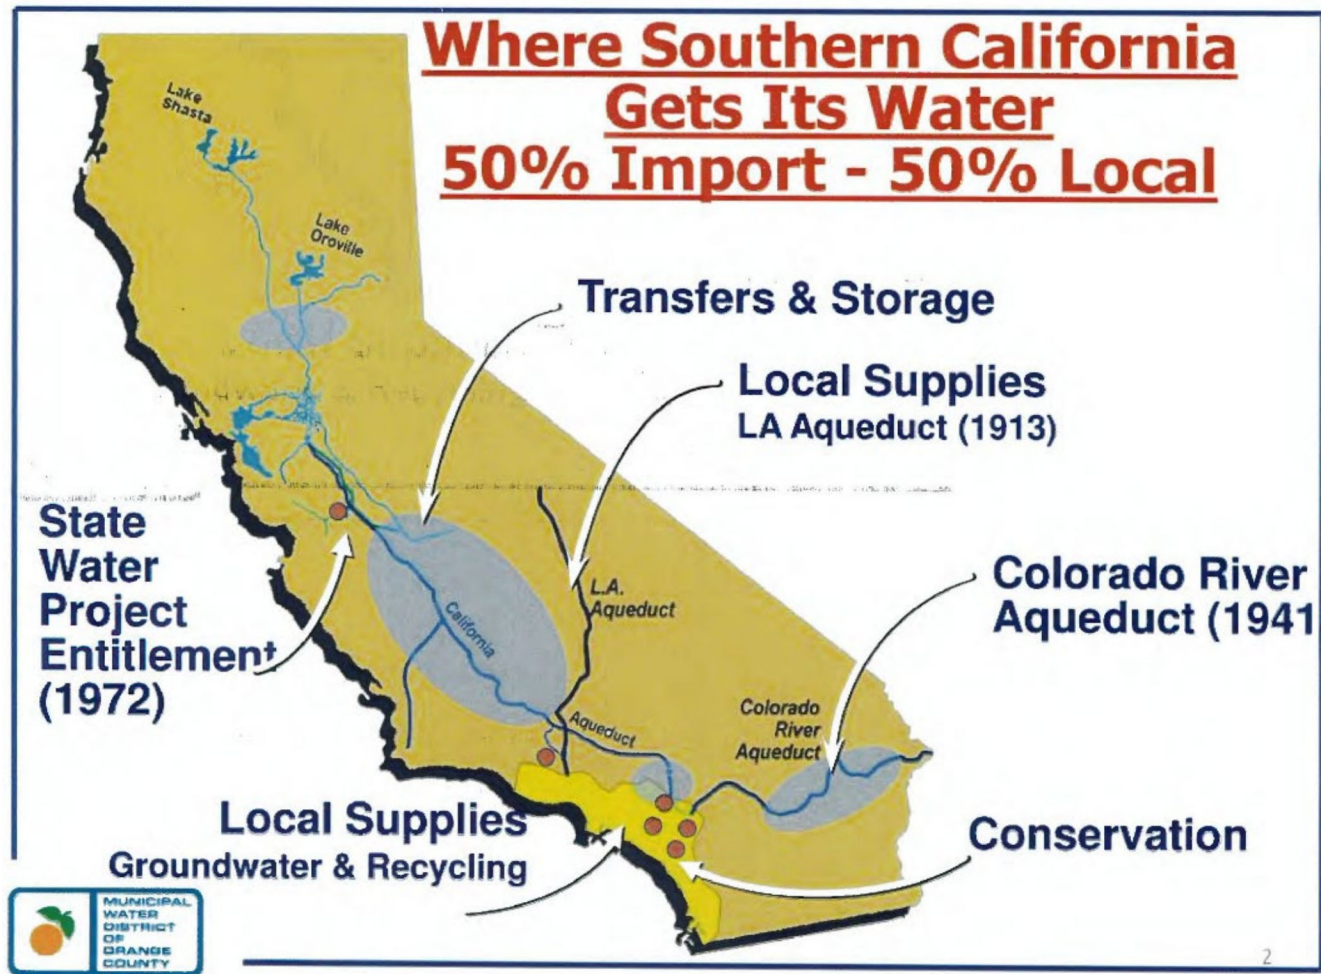 Where Southern California
Gets Its Water
50% Import - 50% Local
Lake
Shasta
Lake
Oroville
Transfers & Storage
Local Supplies
LA Aqueduct (1913)
State
Water
Project
Entitlement
(1972)
L.A.
Aqueduct
California
Aqueduct
Colorado River
Aqueduct (1941
Colorado
River
Aqueduct
Local Supplies
Groundwater & Recycling
Conservation
MUNICIPAL
WATER
DISTRICT
OF
ORANGE
COUNTY
2